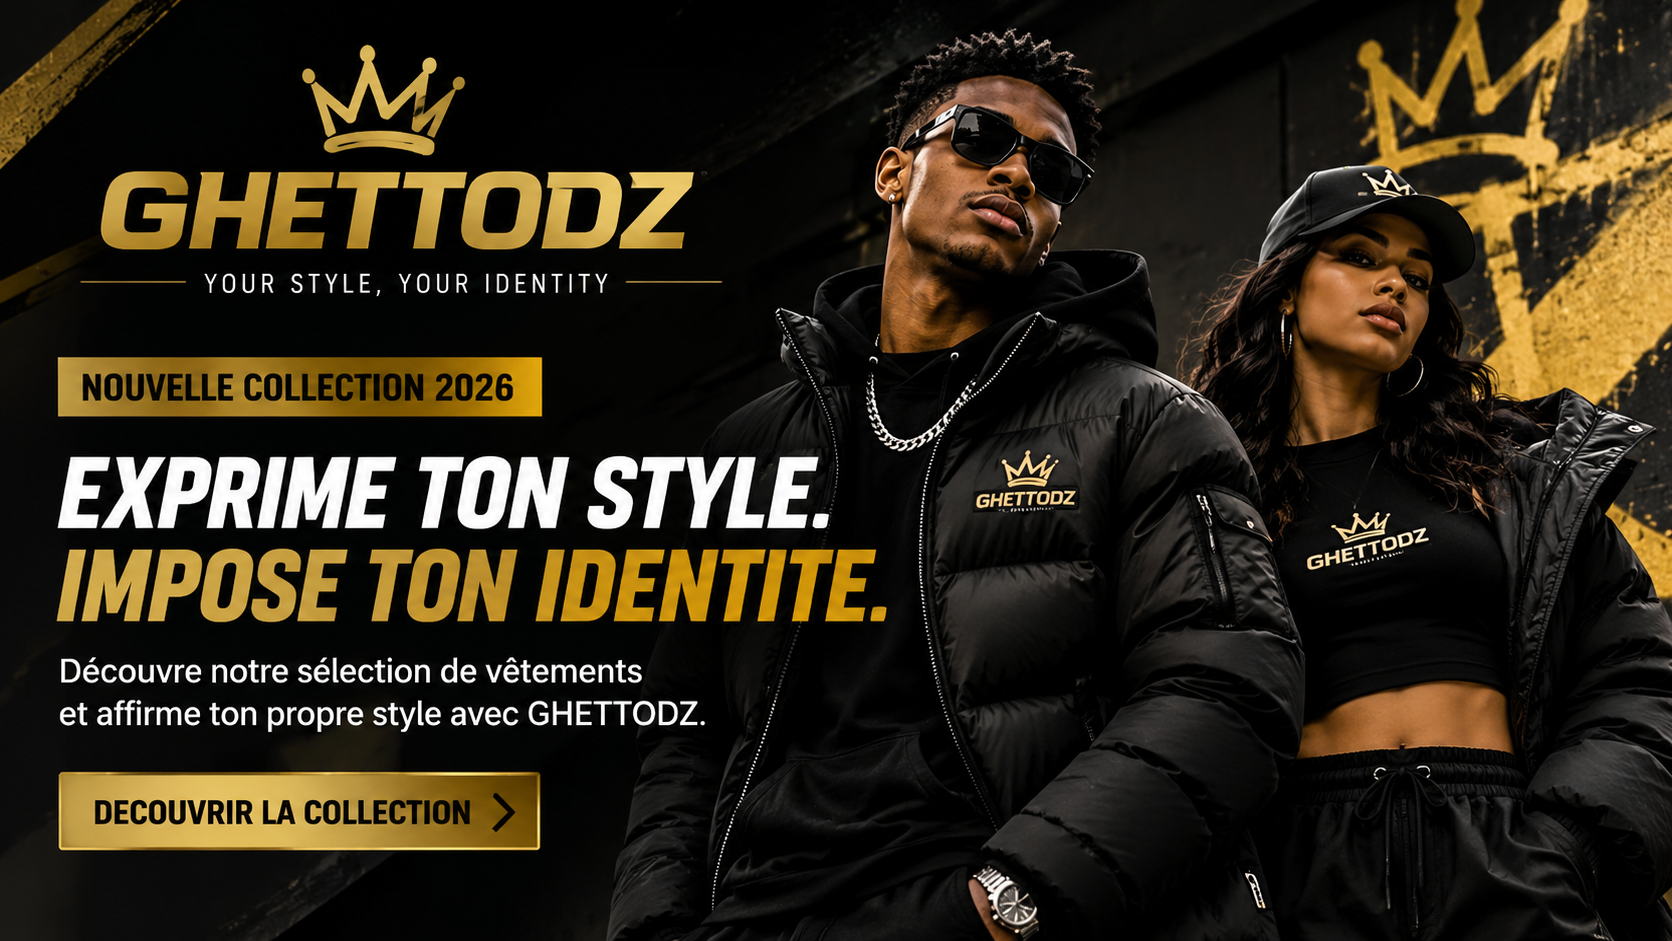 GHETTODZ
YOUR STYLE, YOUR IDENTITY
NOUVELLE COLLECTION 2026
EXPRIME TON STYLE.
IMPOSE TON IDENTITE.
Découvre notre sélection de vêtements
et affirme ton propre style avec GHETTODZ.
DECOUVRIR LA COLLECTION
GHETTODZ
GHETTODZ